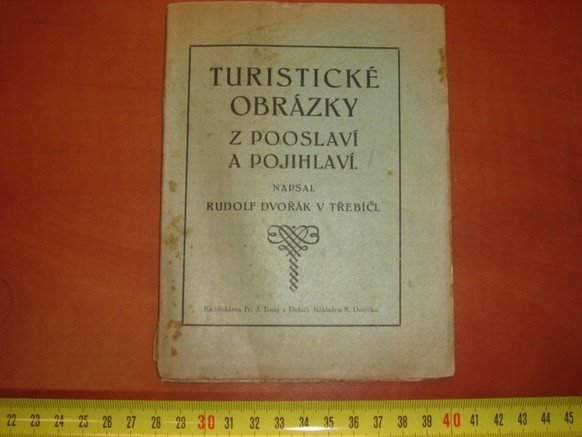 TURISTICKÉ
OBRÁZKY
Z POOSLAVÍ
A POJIHLAVÍ.
NAPSAL
RUDOLF DVOŘÁK V TŘEBÍČI.
Knihtiskárna Fr. J. Trnky v Třebíči. Nákladem R. Dvořáka.
22 23 24 25 26 27 28 29 30 31 32 33 34 35 36 37 38 39 40 41 42 43 44 45